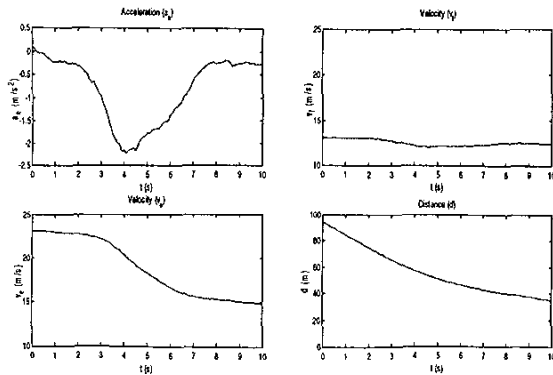 Acceleration (a_e)
0.5
0
-0.5
-1
-1.5
-2
-2.5
a_e (m/s²)
0 1 2 3 4 5 6 7 8 9 10
t (s)
Velocity (v_f)
25
20
15
10
v_f (m/s)
0 1 2 3 4 5 6 7 8 9 10
t (s)
Velocity (v_e)
25
20
15
10
v_e (m/s)
0 1 2 3 4 5 6 7 8 9 10
t (s)
Distance (d)
100
80
60
40
20
0
d (m)
0 1 2 3 4 5 6 7 8 9 10
t (s)